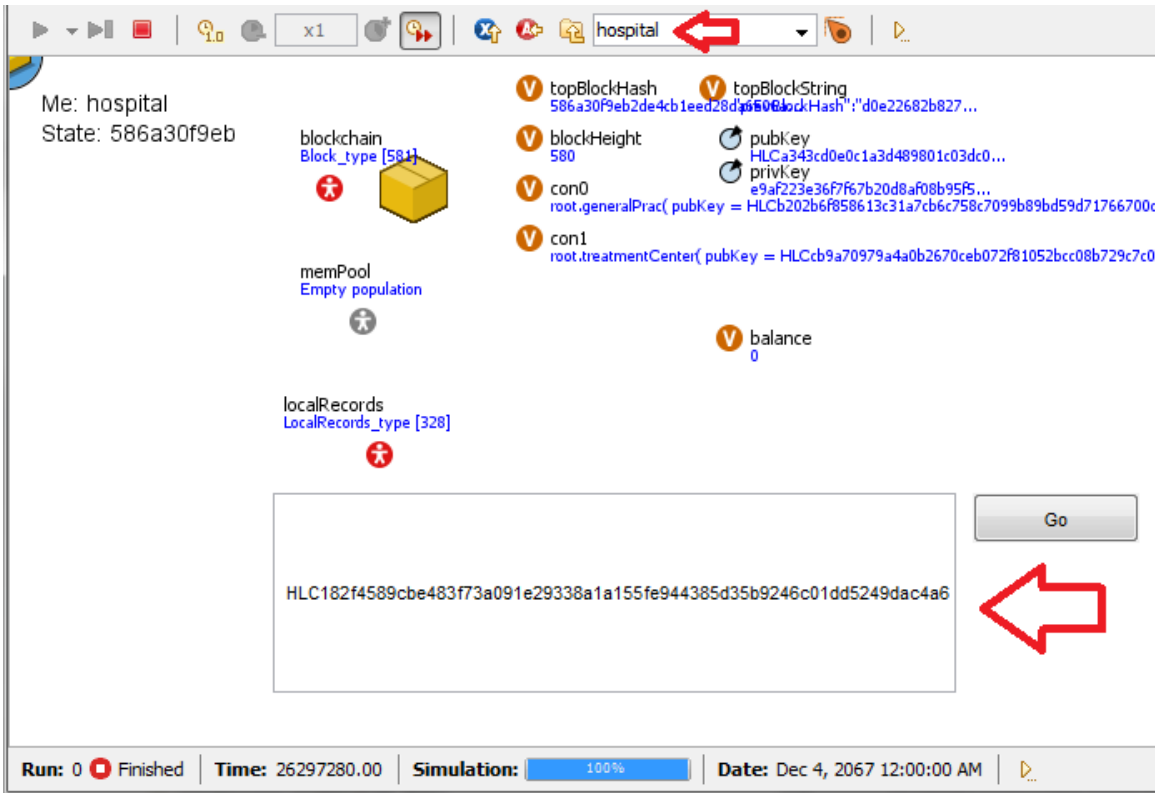 x1
hospital
Me: hospital
State: 586a30f9eb
blockchain
Block_type [581]
memPool
Empty population
localRecords
LocalRecords_type [328]
topBlockHash
topBlockString
blockHeight
580
pubKey
HLCa343cd0e0c1a3d489801c03dc0...
privKey
e9af223e36f7f67b20d8af08b95f5...
con0
root.generalPrac( pubKey = HLCb202b6f858613c31a7cb6c758c7099b89bd59d71766700c
con1
root.treatmentCenter( pubKey = HLCcb9a70979a4a0b2670ceb072f81052bcc08b729c7c0
balance
0
HLC182f4589cbe483f73a091e29338a1a155fe944385d35b9246c01dd5249dac4a6
Go
Run: 0 Finished Time: 26297280.00 Simulation: 100% Date: Dec 4, 2067 12:00:00 AM